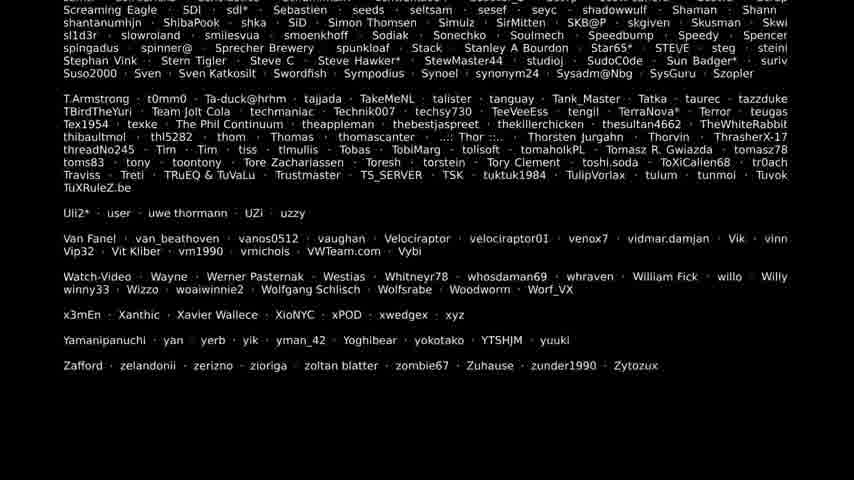 Screaming Eagle · SDI · sdl* · Sebastien · seeds · seltsam · sesef · seyc · shadowwulf · Shaman · Shann
shantanumhjn · ShibaPook · shka · SiD · Simon Thomsen · Simulz · SirMitten · SKB@P · skgiven · Skusman · Skwi
sl1d3r · slowroland · smilesvua · smoenkhoff · Sodiak · Sonechko · Soulmech · Speedbump · Speedy · Spencer
spingadus · spinner@ · Sprecher Brewery · spunkloaf · Stack · Stanley A Bourdon · Star65* · STE\/E · steg · steini
Stephan Vink · Stern Tigler · Steve C · Steve Hawker* · StewMaster44 · studioj · SudoC0de · Sun Badger* · suriv
Suso2000 · Sven · Sven Katkosilt · Swordfish · Sympodius · Synoel · synonym24 · Sysadm@Nbg · SysGuru · Szopler
T.Armstrong · t0mm0 · Ta-duck@hrhm · tajjada · TakeMeNL · talister · tanguay · Tank_Master · Tatka · taurec · tazzduke
TBirdTheYuri · Team Jolt Cola · techmaniac · Technik007 · techsy730 · TeeVeeEss · tengil · TerraNova* · Terror · teugas
Tex1954 · texke · The Phil Continuum · theappleman · thebestjaspreet · thekillerchicken · thesultan4662 · TheWhiteRabbit
thibaultmol · thl5282 · thom · Thomas · thomascanter · ..:: Thor ::.. · Thorsten Jurgahn · Thorvin · ThrasherX-17
threadNo245 · Tim · Tim · tiss · tlmullis · Tobas · TobiMarg · tolisoft · tomaholkPL · Tomasz R. Gwiazda · tomasz78
toms83 · tony · toontony · Tore Zachariassen · Toresh · torstein · Tory Clement · toshi.soda · ToXiCalien68 · tr0ach
Traviss · Treti · TRuEQ & TuVaLu · Trustmaster · TS_SERVER · TSK · tuktuk1984 · TulipVorlax · tulum · tunmoi · Tuvok
TuXRuleZ.be
Uli2* · user · uwe thormann · UZi · uzzy
Van Fanel · van_beathoven · vanos0512 · vaughan · Velociraptor · velociraptor01 · venox7 · vidmar.damjan · Vik · vinn
Vip32 · Vit Kliber · vm1990 · vmichols · VWTeam.com · Vybi
Watch-Video · Wayne · Werner Pasternak · Westias · Whitneyr78 · whosdaman69 · whraven · William Fick · willo · Willy
winny33 · Wizzo · woaiwinnie2 · Wolfgang Schlisch · Wolfsrabe · Woodworm · Worf_VX
x3mEn · Xanthic · Xavier Wallece · XioNYC · xPOD · xwedgex · xyz
Yamanipanuchi · yan · yerb · yik · yman_42 · Yoghibear · yokotako · YTSHJM · yuuki
Zafford · zelandonii · zerizno · zioriga · zoltan blatter · zombie67 · Zuhause · zunder1990 · Zytozux